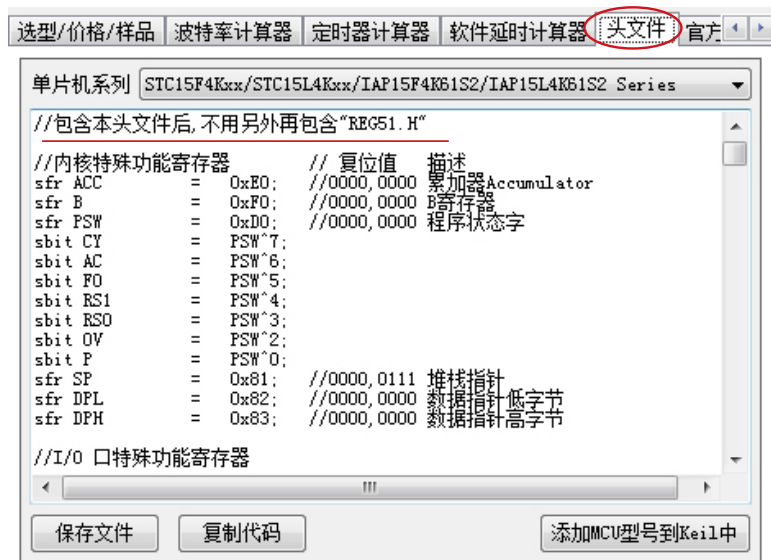 选型/价格/样品 波特率计算器 定时器计算器 软件延时计算器 头文件 官方
单片机系列 STC15F4Kxx/STC15L4Kxx/IAP15F4K61S2/IAP15L4K61S2 Series
//包含本头文件后,不用另外再包含"REG51.H"
//内核特殊功能寄存器 // 复位值 描述
sfr ACC = 0xE0; //0000,0000 累加器Accumulator
sfr B = 0xF0; //0000,0000 B寄存器
sfr PSW = 0xD0; //0000,0000 程序状态字
sbit CY = PSW^7;
sbit AC = PSW^6;
sbit F0 = PSW^5;
sbit RS1 = PSW^4;
sbit RS0 = PSW^3;
sbit OV = PSW^2;
sbit P = PSW^0;
sfr SP = 0x81; //0000,0111 堆栈指针
sfr DPL = 0x82; //0000,0000 数据指针低字节
sfr DPH = 0x83; //0000,0000 数据指针高字节
//I/O 口特殊功能寄存器
保存文件 复制代码 添加MCU型号到Keil中